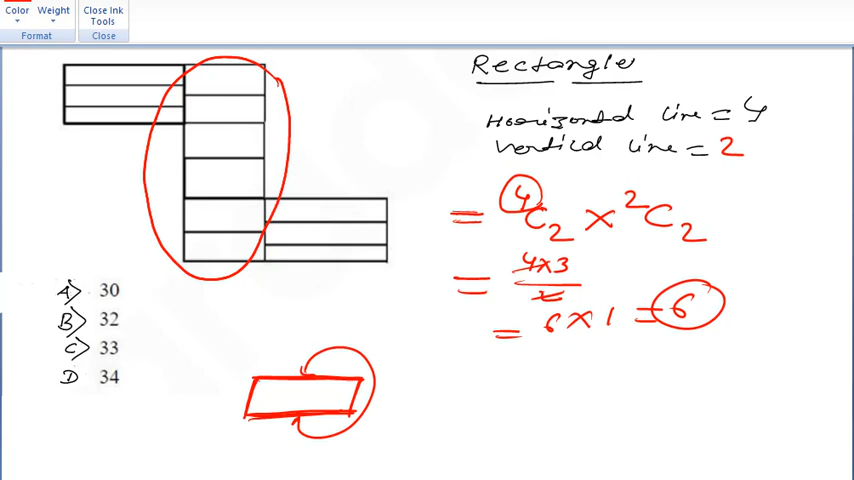 Color
Weight
Close Ink
Tools
Format
Close
Rectangle
Horizontal line = 4
Vertical line = 2
= 4C2 × 2C2
= 4×3
2
= 6 × 1 = 6
A) 30
B) 32
C) 33
D 34